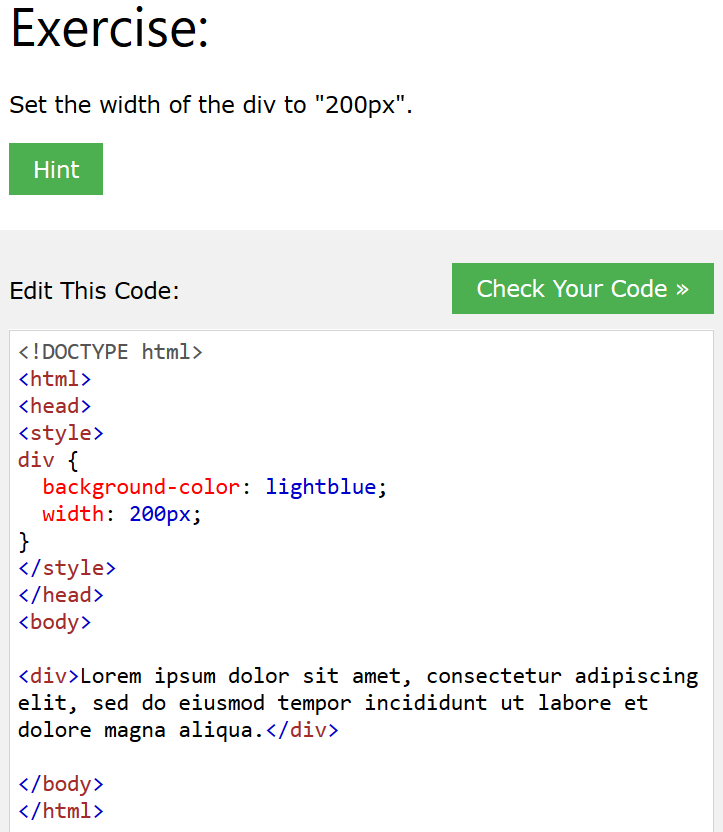 Exercise:
Set the width of the div to "200px".
Hint
Edit This Code:
Check Your Code »
<!DOCTYPE html>
<html>
<head>
<style>
div {
  background-color: lightblue;
  width: 200px;
}
</style>
</head>
<body>

<div>Lorem ipsum dolor sit amet, consectetur adipiscing
elit, sed do eiusmod tempor incididunt ut labore et
dolore magna aliqua.</div>

</body>
</html>